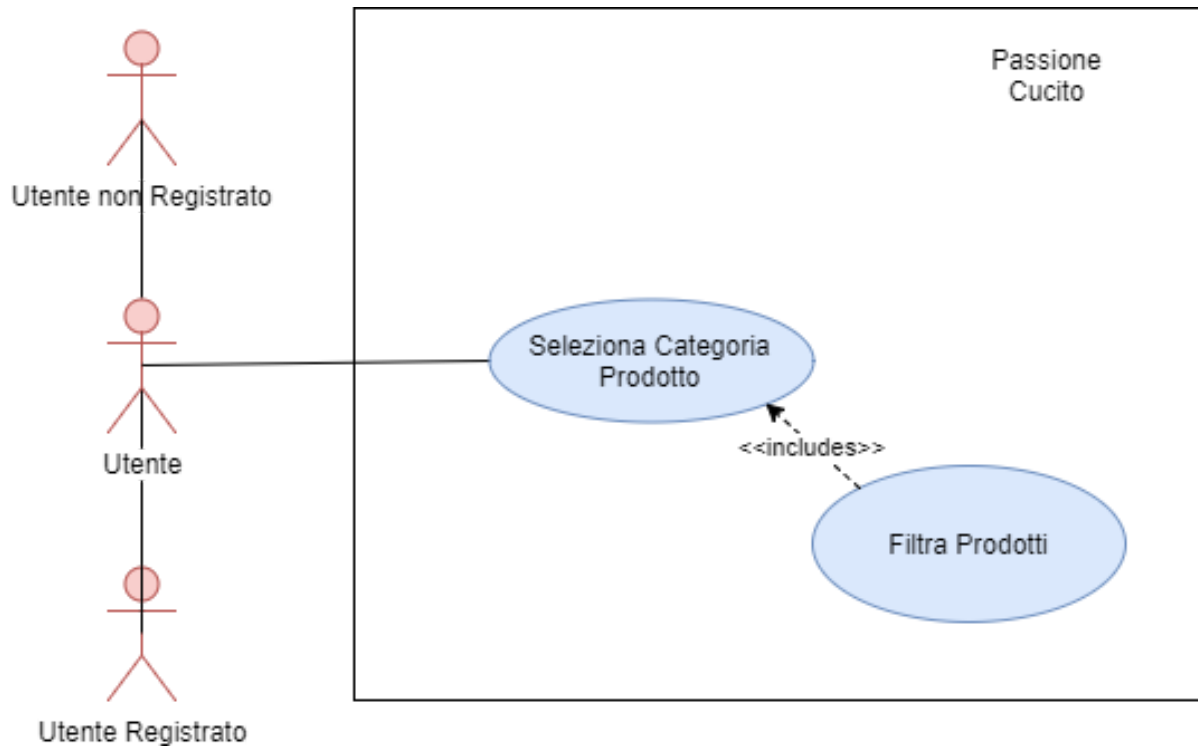 Passione
Cucito
Utente non Registrato
Seleziona Categoria
Prodotto
<<includes>>
Utente
Filtra Prodotti
Utente Registrato